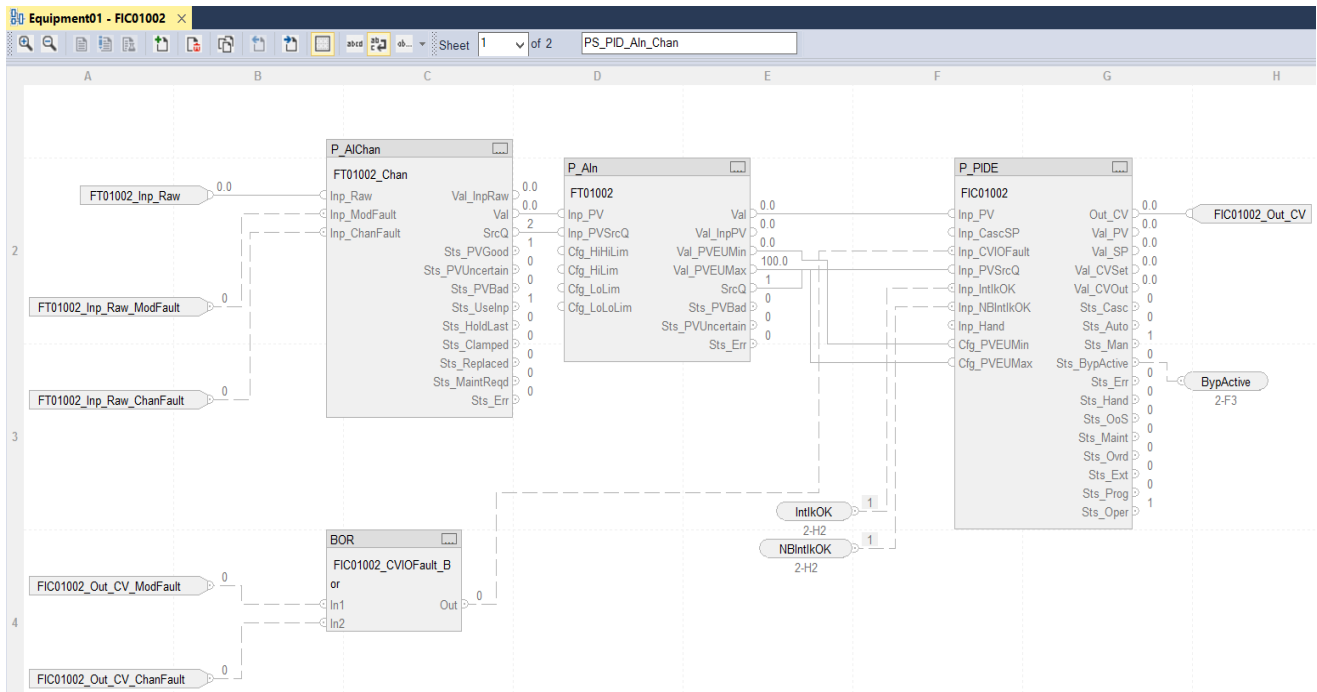 Equipment01 - FIC01002 ×
abcd ab c ab... Sheet 1 of 2 PS_PID_AIn_Chan
A B C D E F G H
P_AIChan
FT01002_Chan
Inp_Raw Val_InpRaw 0.0
Inp_ModFault Val 0.0
Inp_ChanFault SrcQ 2
Sts_PVGood 1
Sts_PVUncertain 0
Sts_PVBad 0
Sts_UseInp 1
Sts_HoldLast 0
Sts_Clamped 0
Sts_Replaced 0
Sts_MaintReqd 0
Sts_Err 0
FT01002_Inp_Raw 0.0
2
FT01002_Inp_Raw_ModFault 0
FT01002_Inp_Raw_ChanFault 0
P_AIn
FT01002
Inp_PV Val 0.0
Inp_PVSrcQ Val_InpPV 0.0
Cfg_HiHiLim Val_PVEUMin 0.0
Cfg_HiLim Val_PVEUMax 100.0
Cfg_LoLim SrcQ 1
Cfg_LoLoLim Sts_PVBad 0
Sts_PVUncertain 0
Sts_Err 0
P_PIDE
FIC01002
Inp_PV Out_CV 0.0
Inp_CascSP Val_PV 0.0
Inp_CVIOFault Val_SP 0.0
Inp_PVSrcQ Val_CVSet 0.0
Inp_IntlkOK Val_CVOut 0.0
Inp_NBIntlkOK Sts_Casc 0
Inp_Hand Sts_Auto 0
Cfg_PVEUMin Sts_Man 1
Cfg_PVEUMax Sts_BypActive 0
Sts_Err 0
Sts_Hand 0
Sts_OoS 0
Sts_Maint 0
Sts_Ovrd 0
Sts_Ext 0
Sts_Prog 0
Sts_Oper 1
FIC01002_Out_CV
BypActive
2-F3
3
IntlkOK 1
2-H2
NBIntlkOK 1
2-H2
BOR
FIC01002_CVIOFault_B
or
In1 Out 0
In2
FIC01002_Out_CV_ModFault 0
4
FIC01002_Out_CV_ChanFault 0